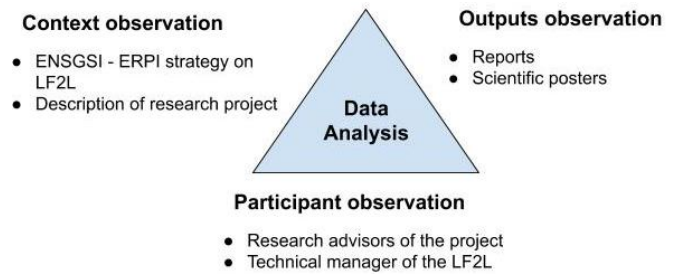 Context observation
● ENSGSI - ERPI strategy on
LF2L
● Description of research project
Outputs observation
● Reports
● Scientific posters
Data
Analysis
Participant observation
● Research advisors of the project
● Technical manager of the LF2L